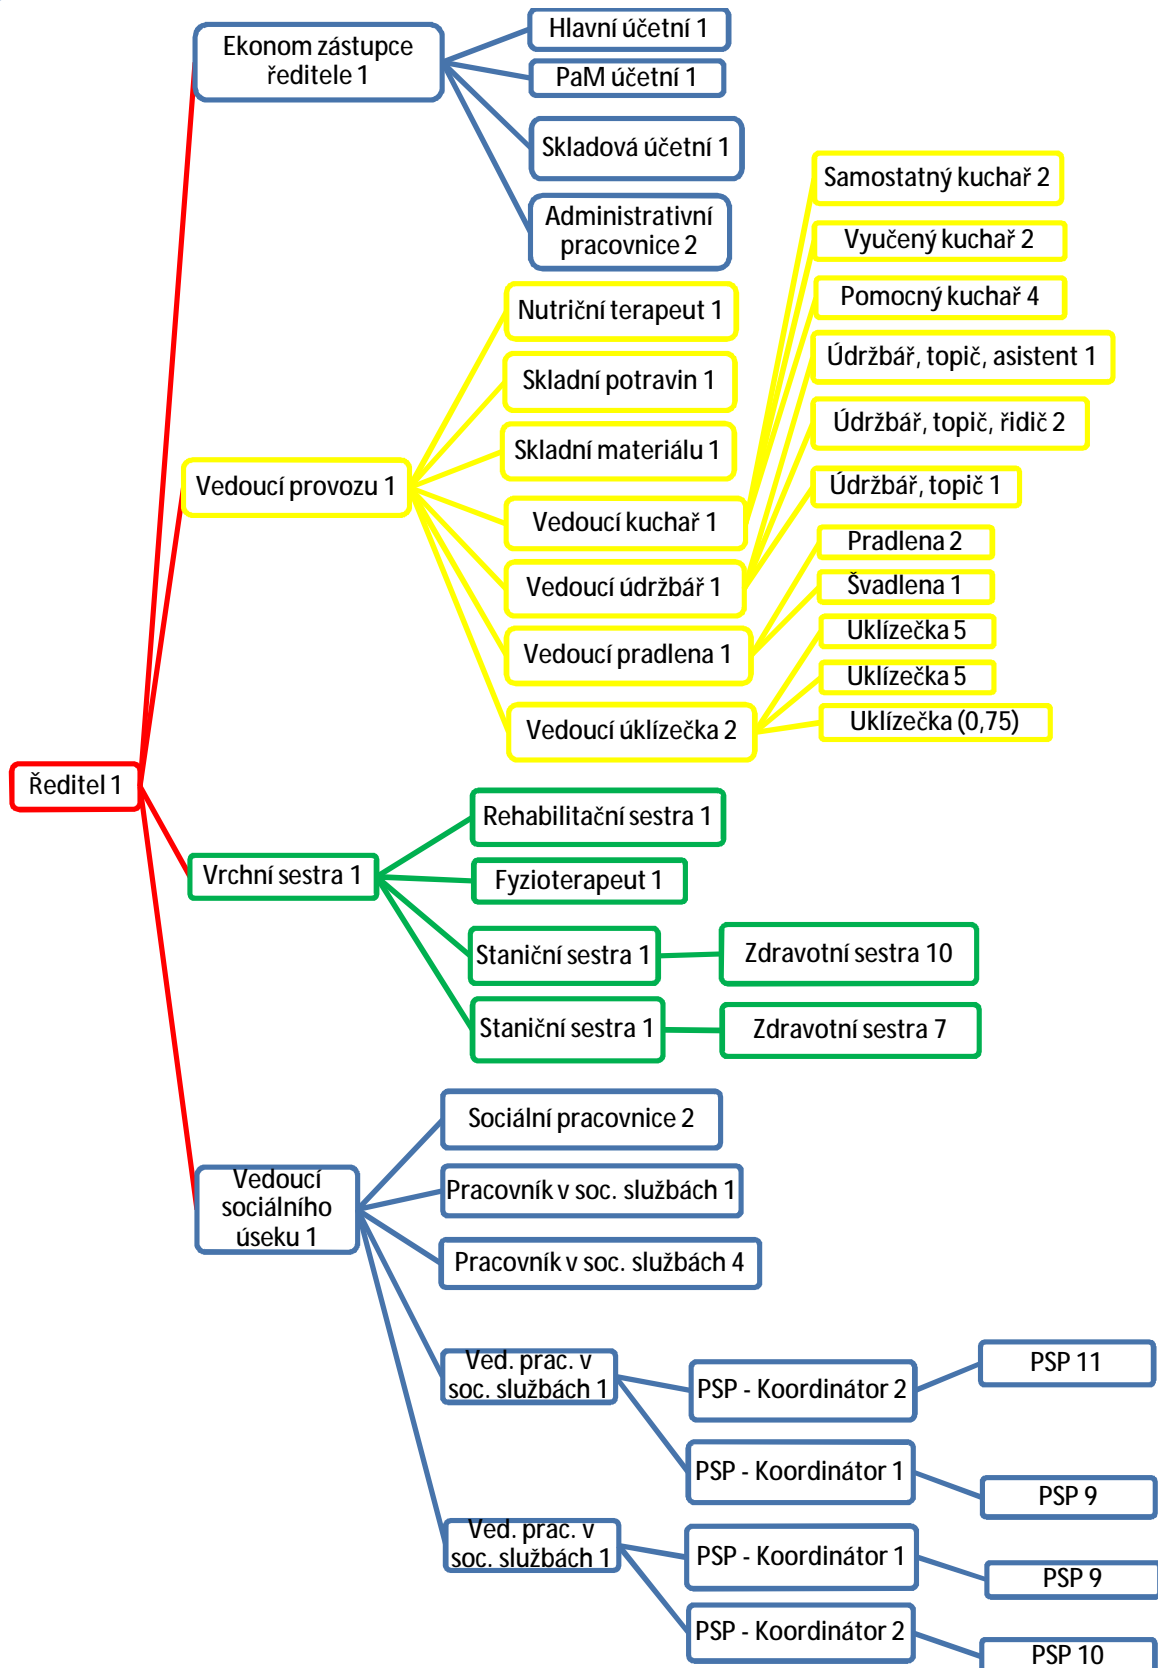 Ekonom zástupce
ředitele 1
Hlavní účetní 1
PaM účetní 1
Skladová účetní 1
Administrativní
pracovnice 2
Samostatný kuchař 2
Vyučený kuchař 2
Pomocný kuchař 4
Údržbář, topič, asistent 1
Údržbář, topič, řidič 2
Údržbář, topič 1
Pradlena 2
Švadlena 1
Uklízečka 5
Uklízečka 5
Uklízečka (0,75)
Nutriční terapeut 1
Skladní potravin 1
Skladní materiálu 1
Vedoucí provozu 1
Vedoucí kuchař 1
Vedoucí údržbář 1
Vedoucí pradlena 1
Vedoucí úklízečka 2
Ředitel 1
Rehabilitační sestra 1
Vrchní sestra 1
Fyzioterapeut 1
Staniční sestra 1
Zdravotní sestra 10
Staniční sestra 1
Zdravotní sestra 7
Sociální pracovnice 2
Vedoucí
sociálního
úseku 1
Pracovník v soc. službách 1
Pracovník v soc. službách 4
Ved. prac. v
soc. službách 1
PSP - Koordinátor 2
PSP 11
PSP - Koordinátor 1
PSP 9
Ved. prac. v
soc. službách 1
PSP - Koordinátor 1
PSP 9
PSP - Koordinátor 2
PSP 10